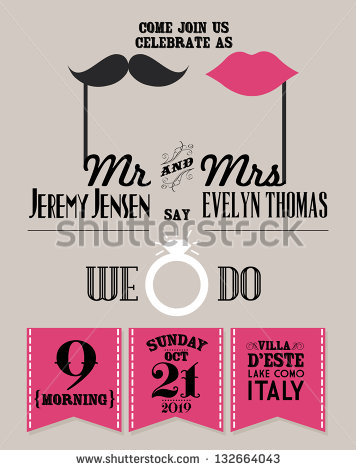 COME JOIN US
CELEBRATE AS
Mr AND Mrs
JEREMY JENSEN SAY EVELYN THOMAS
shutterstock
WE DO
9
{MORNING}
SUNDAY
OCT
21
2019
VILLA
D'ESTE
LAKE COMO
ITALY
www.shutterstock.com · 132664043